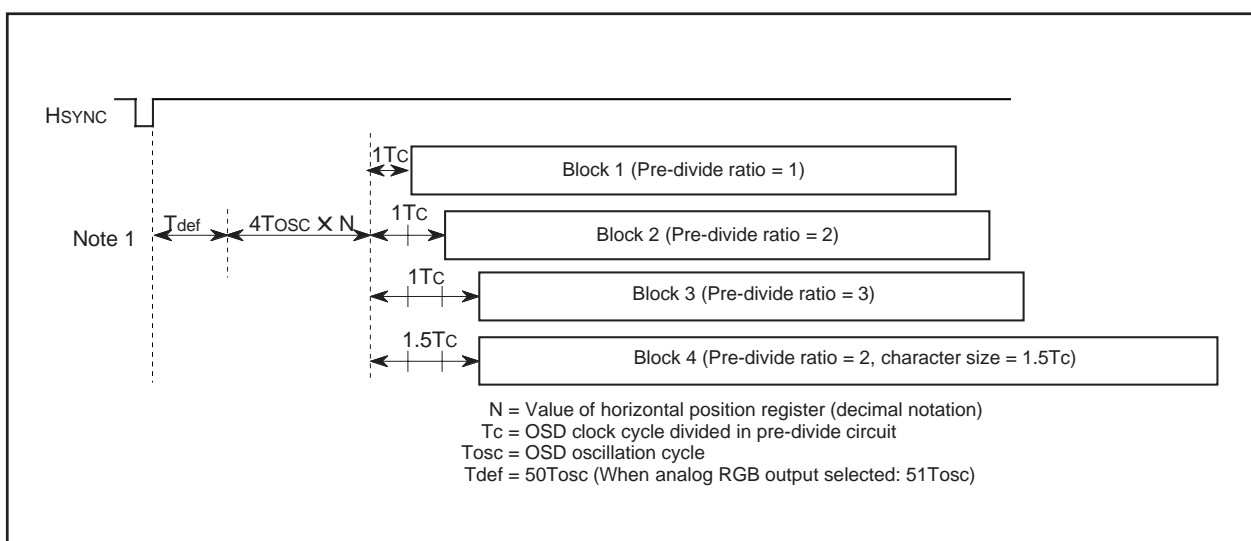 HSYNC
1TC
Block 1 (Pre-divide ratio = 1)
Note 1
Tdef
4TOSC × N
1TC
Block 2 (Pre-divide ratio = 2)
1TC
Block 3 (Pre-divide ratio = 3)
1.5TC
Block 4 (Pre-divide ratio = 2, character size = 1.5Tc)
N = Value of horizontal position register (decimal notation)
Tc = OSD clock cycle divided in pre-divide circuit
Tosc = OSD oscillation cycle
Tdef = 50Tosc (When analog RGB output selected: 51Tosc)